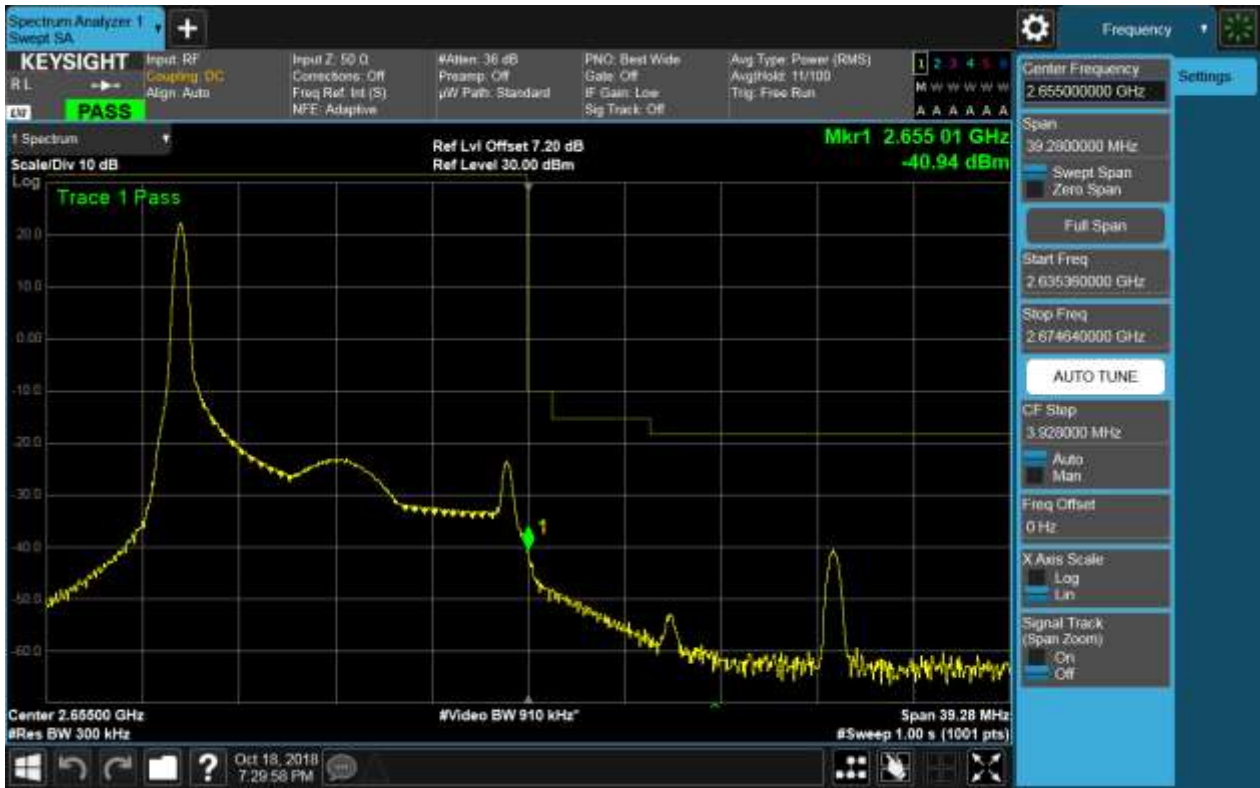 Spectrum Analyzer 1
Swept SA
+
Frequency
KEYSIGHT
Input: RF
Coupling: DC
Align: Auto
R L
PASS
Input Z: 50 Ω
Corrections: Off
Freq Ref: Int (S)
NFE: Adaptive
#Atten: 36 dB
Preamp: Off
µW Path: Standard
PNO: Best Wide
Gate: Off
IF Gain: Low
Sig Track: Off
Avg Type: Power (RMS)
Avg|Hold: 11/100
Trig: Free Run
1 2 3 4 5 6
M W W W W W
A A A A A A
1 Spectrum
Scale/Div 10 dB
Ref Lvl Offset 7.20 dB
Ref Level 30.00 dBm
Mkr1 2.655 01 GHz
-40.94 dBm
Log
Trace 1 Pass
20.0
0.00
-10.0
-20.0
-30.0
-40.0
-50.0
-60.0
1
Center 2.65500 GHz
#Res BW 300 kHz
#Video BW 910 kHz*
Span 39.28 MHz
#Sweep 1.00 s (1001 pts)
Oct 18, 2018
7:29:58 PM
?
Center Frequency
2.655000000 GHz
Settings
Span
39.2800000 MHz
Swept Span
Zero Span
Full Span
Start Freq
2.635360000 GHz
Stop Freq
2.674640000 GHz
AUTO TUNE
CF Step
3.928000 MHz
Auto
Man
Freq Offset
0 Hz
X Axis Scale
Log
Lin
Signal Track
(Span Zoom)
On
Off